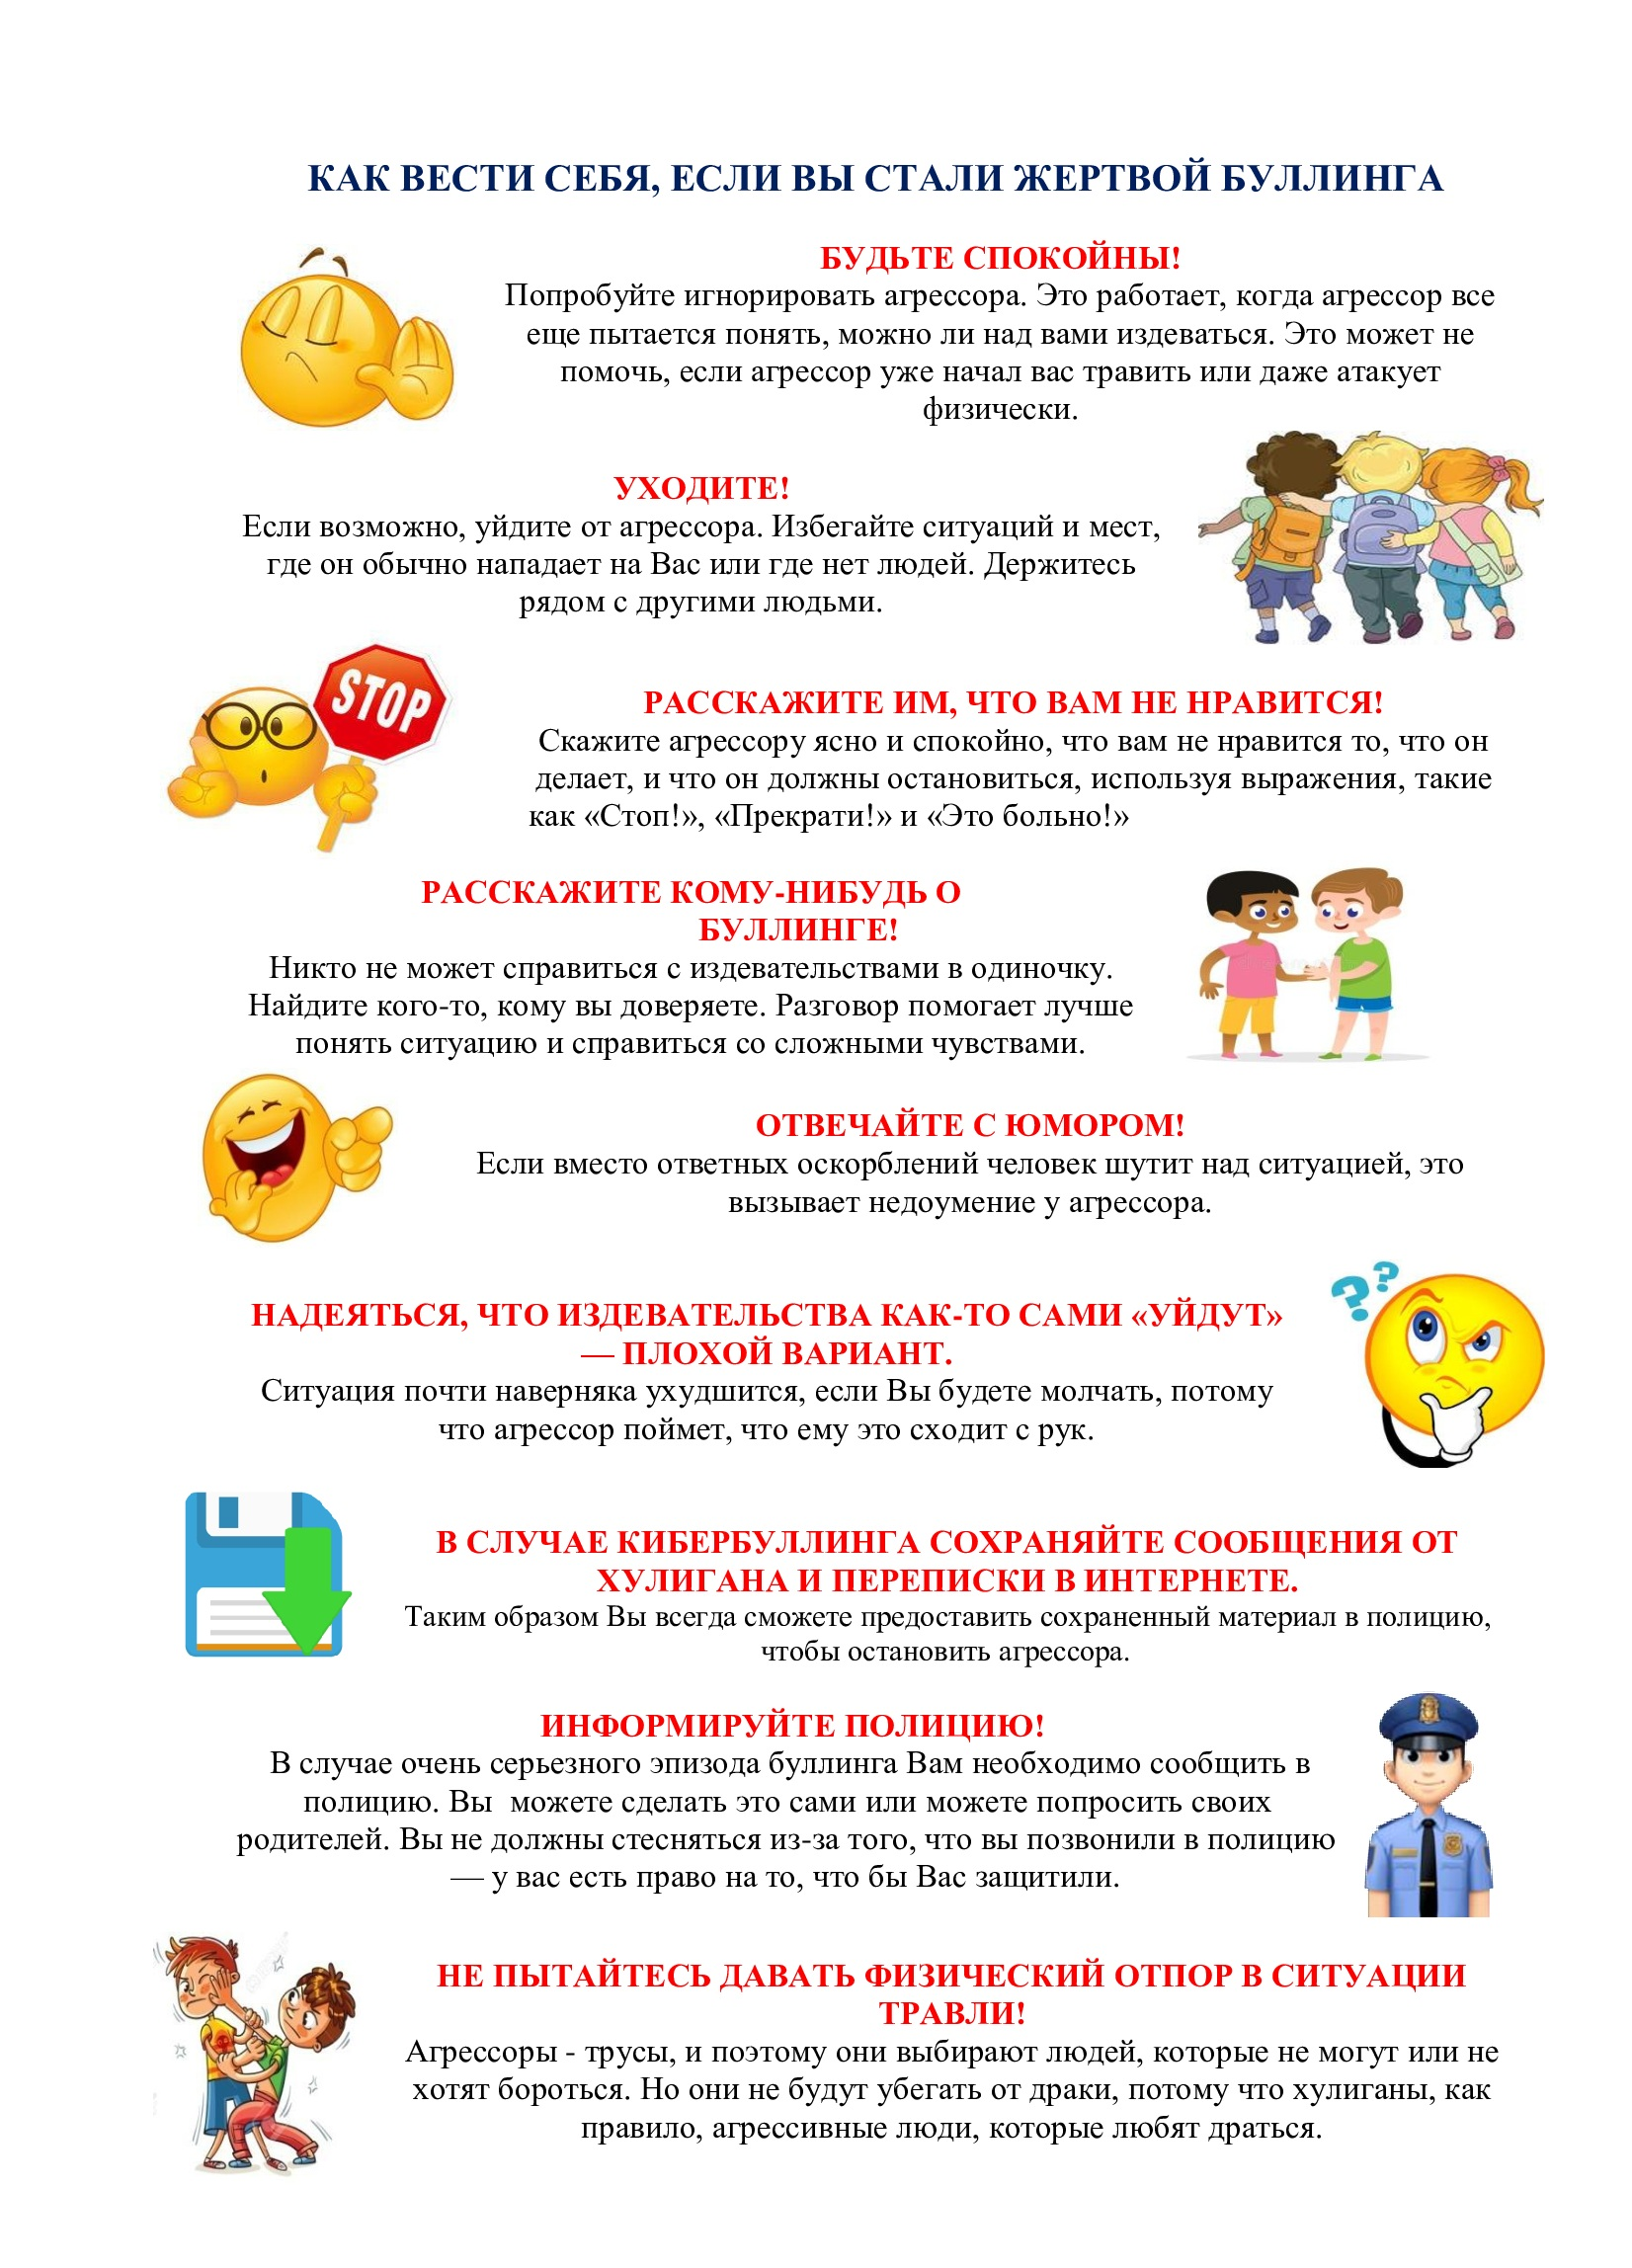 КАК ВЕСТИ СЕБЯ, ЕСЛИ ВЫ СТАЛИ ЖЕРТВОЙ БУЛЛИНГА
БУДЬТЕ СПОКОЙНЫ!
Попробуйте игнорировать агрессора. Это работает, когда агрессор все
еще пытается понять, можно ли над вами издеваться. Это может не
помочь, если агрессор уже начал вас травить или даже атакует
физически.
УХОДИТЕ!
Если возможно, уйдите от агрессора. Избегайте ситуаций и мест,
где он обычно нападает на Вас или где нет людей. Держитесь
рядом с другими людьми.
STOP
РАССКАЖИТЕ ИМ, ЧТО ВАМ НЕ НРАВИТСЯ!
Скажите агрессору ясно и спокойно, что вам не нравится то, что он
делает, и что он должны остановиться, используя выражения, такие
как «Стоп!», «Прекрати!» и «Это больно!»
РАССКАЖИТЕ КОМУ-НИБУДЬ О
БУЛЛИНГЕ!
Никто не может справиться с издевательствами в одиночку.
Найдите кого-то, кому вы доверяете. Разговор помогает лучше
понять ситуацию и справиться со сложными чувствами.
ОТВЕЧАЙТЕ С ЮМОРОМ!
Если вместо ответных оскорблений человек шутит над ситуацией, это
вызывает недоумение у агрессора.
??
НАДЕЯТЬСЯ, ЧТО ИЗДЕВАТЕЛЬСТВА КАК-ТО САМИ «УЙДУТ»
— ПЛОХОЙ ВАРИАНТ.
Ситуация почти наверняка ухудшится, если Вы будете молчать, потому
что агрессор поймет, что ему это сходит с рук.
В СЛУЧАЕ КИБЕРБУЛЛИНГА СОХРАНЯЙТЕ СООБЩЕНИЯ ОТ
ХУЛИГАНА И ПЕРЕПИСКИ В ИНТЕРНЕТЕ.
Таким образом Вы всегда сможете предоставить сохраненный материал в полицию,
чтобы остановить агрессора.
ИНФОРМИРУЙТЕ ПОЛИЦИЮ!
В случае очень серьезного эпизода буллинга Вам необходимо сообщить в
полицию. Вы  можете сделать это сами или можете попросить своих
родителей. Вы не должны стесняться из-за того, что вы позвонили в полицию
— у вас есть право на то, что бы Вас защитили.
НЕ ПЫТАЙТЕСЬ ДАВАТЬ ФИЗИЧЕСКИЙ ОТПОР В СИТУАЦИИ
ТРАВЛИ!
Агрессоры - трусы, и поэтому они выбирают людей, которые не могут или не
хотят бороться. Но они не будут убегать от драки, потому что хулиганы, как
правило, агрессивные люди, которые любят драться.